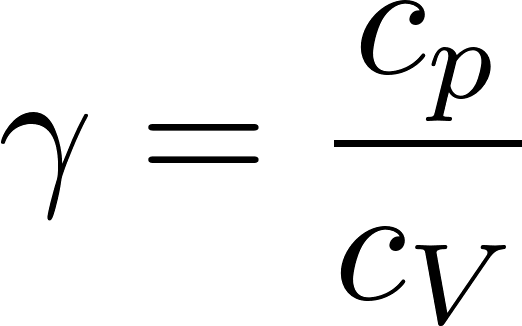 γ = c_p / c_V